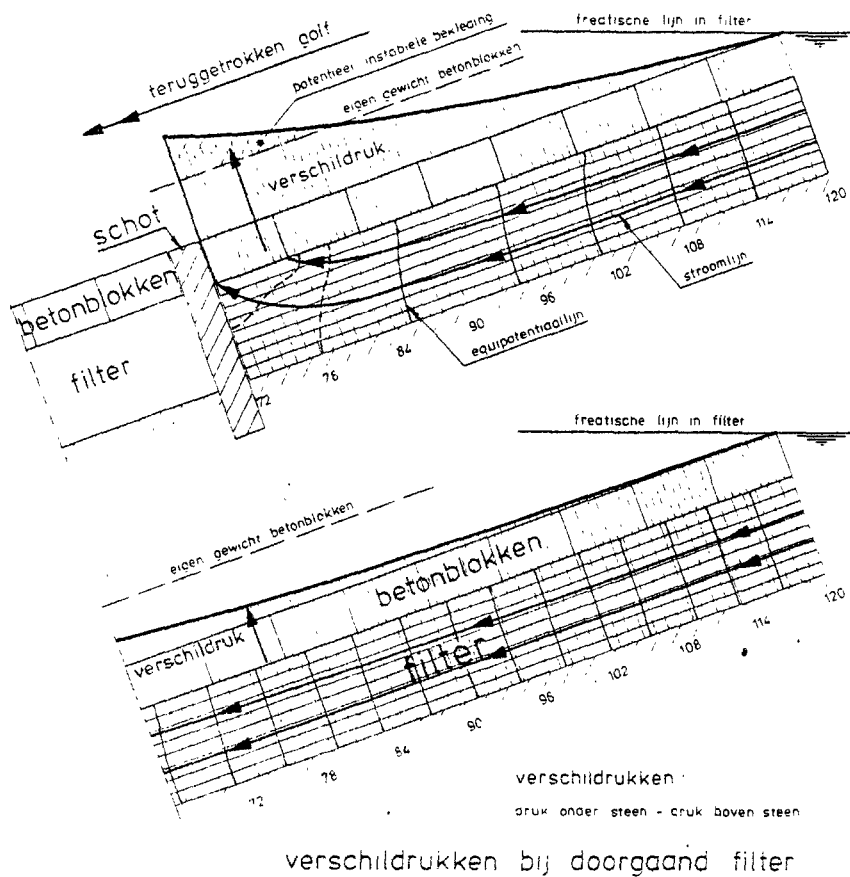 freatische lijn in filter
teruggetrokken golf
potentieel instabiele bekleding
eigen gewicht betonblokken
verschildruk
schot
betonblokken
filter
120
114
108
102
96
90
84
76
72
stroomlijn
equipotentiaallijn
freatische lijn in filter
eigen gewicht betonblokken
betonblokken
verschildruk
filter
120
114
108
102
96
90
84
78
72
verschildrukken
druk onder steen - druk boven steen
verschildrukken bij doorgaand filter